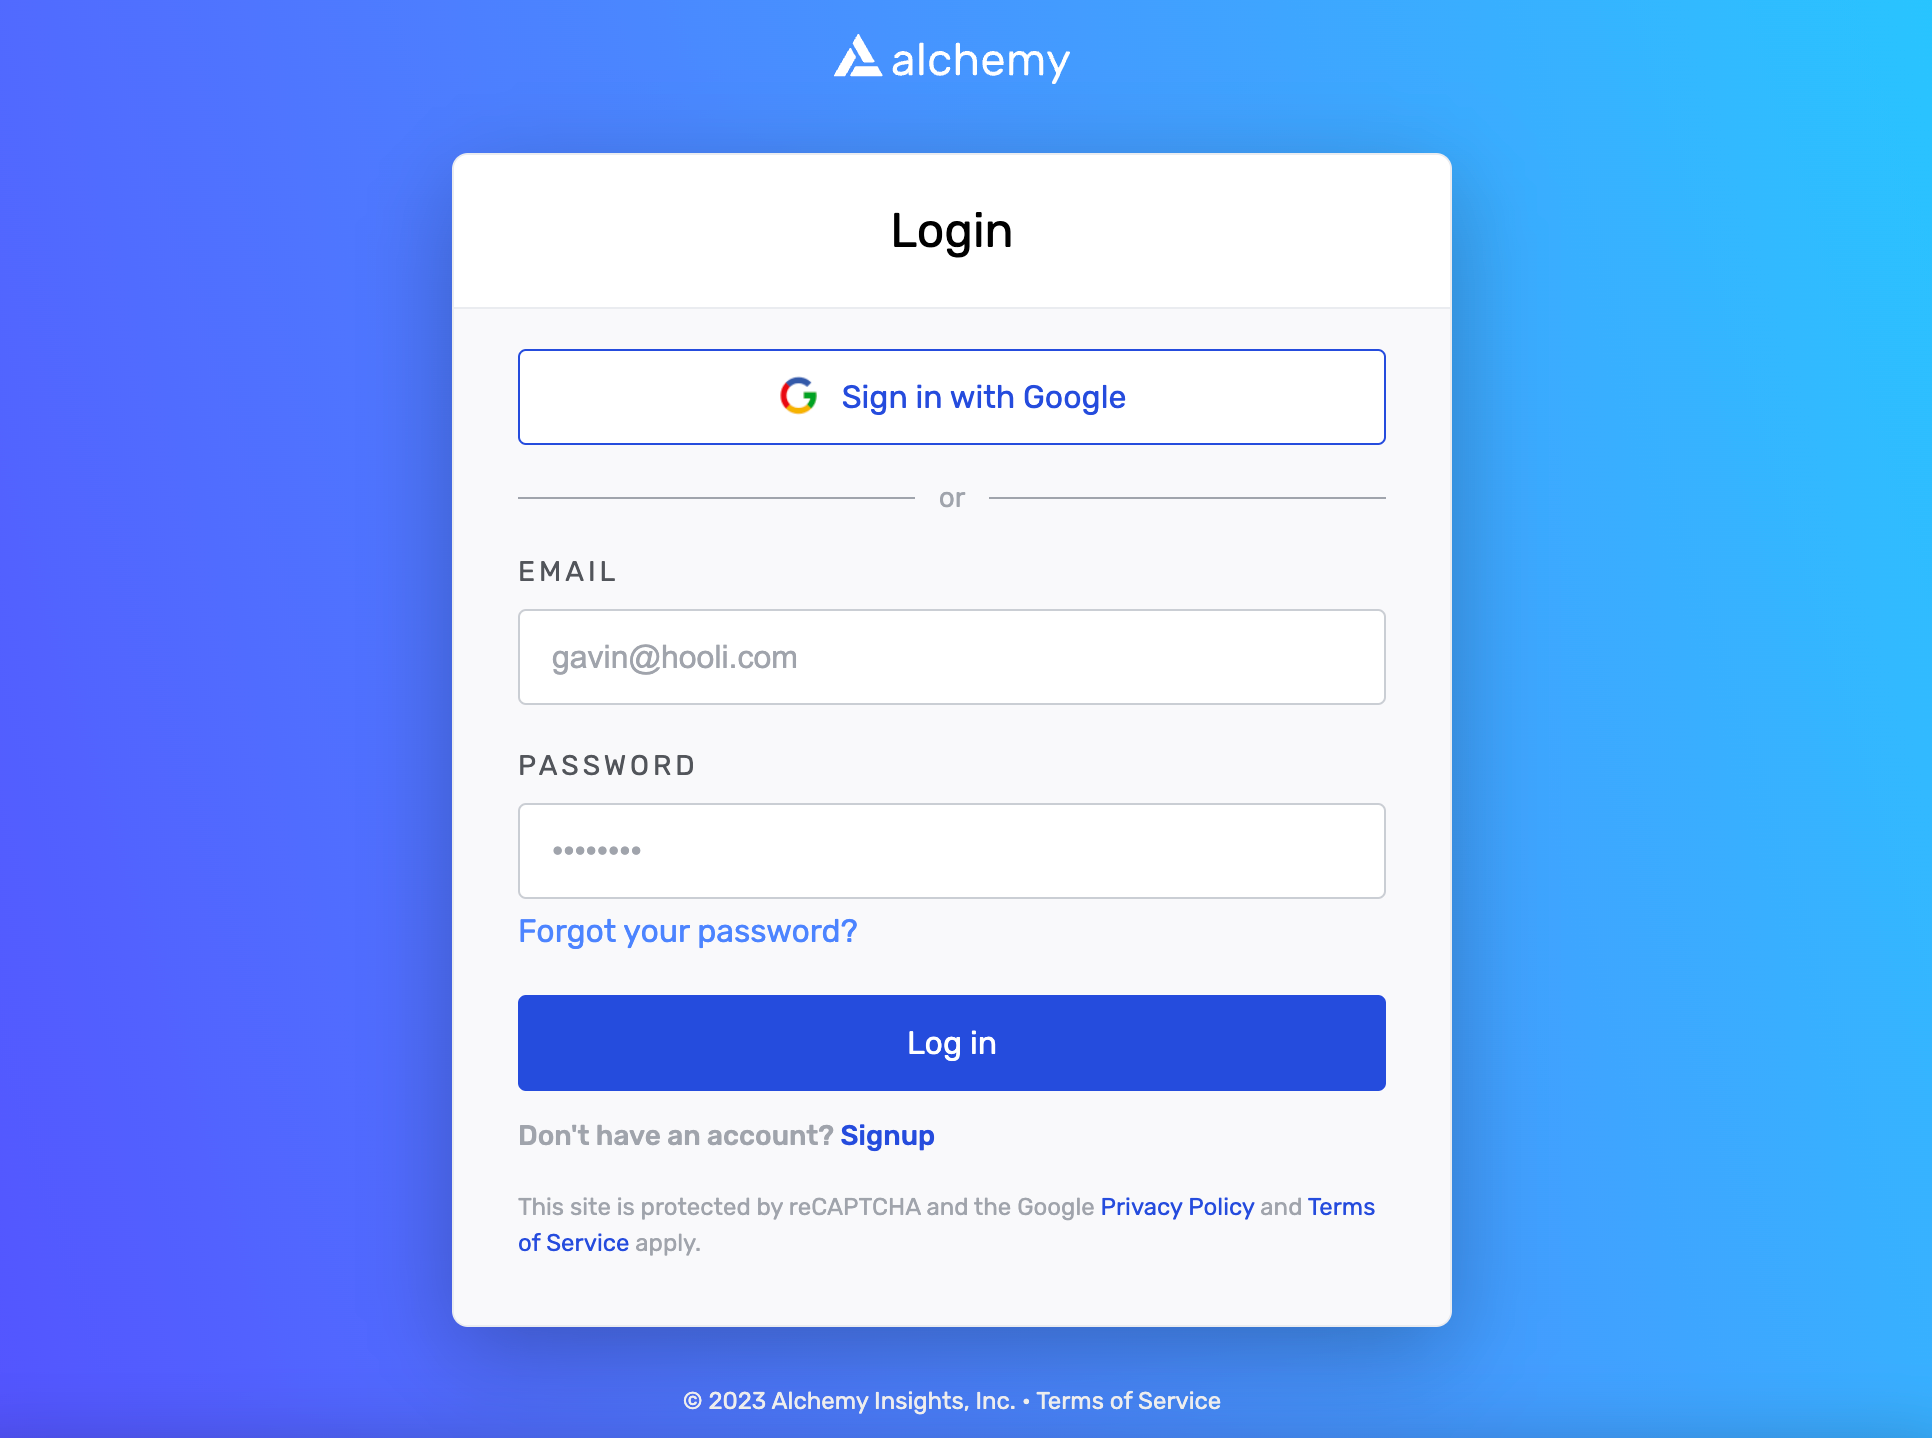 alchemy
Login
Sign in with Google
or
EMAIL
gavin@hooli.com
PASSWORD
••••••••
Forgot your password?
Log in
Don't have an account? Signup
This site is protected by reCAPTCHA and the Google Privacy Policy and Terms
of Service apply.
© 2023 Alchemy Insights, Inc. • Terms of Service